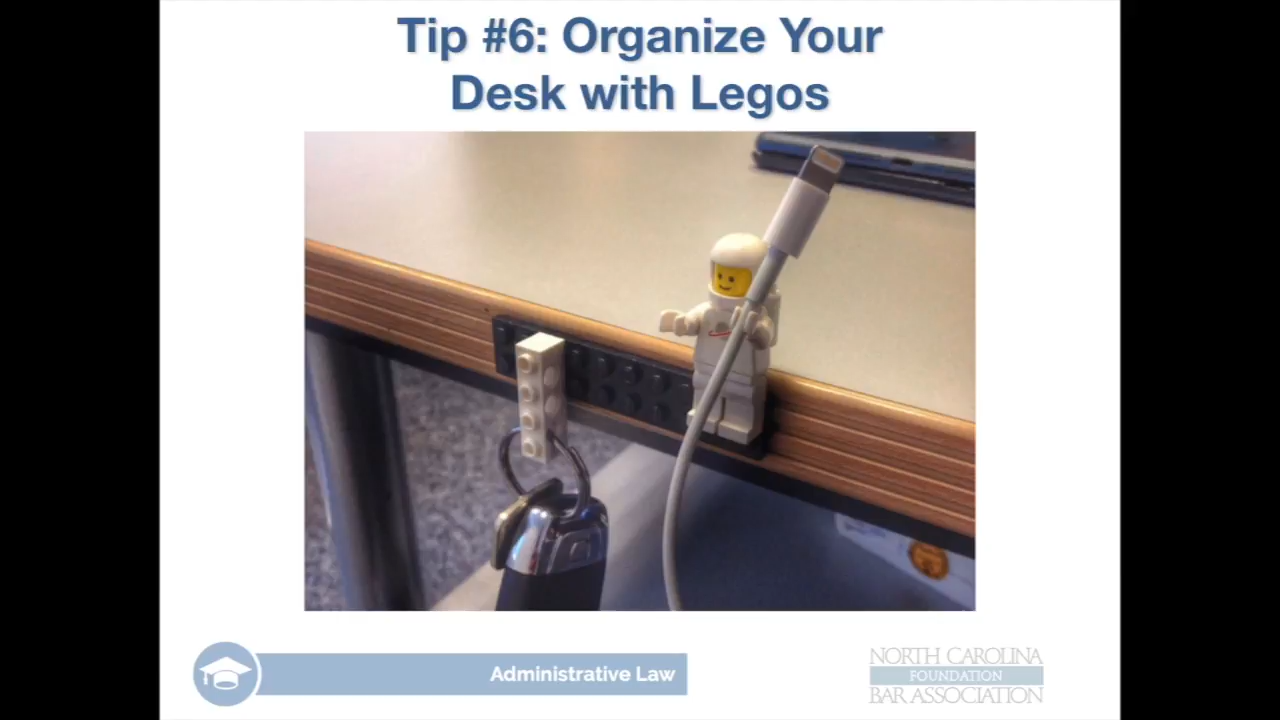 Tip #6: Organize Your
Desk with Legos
Administrative Law
NORTH CAROLINA
FOUNDATION
BAR ASSOCIATION